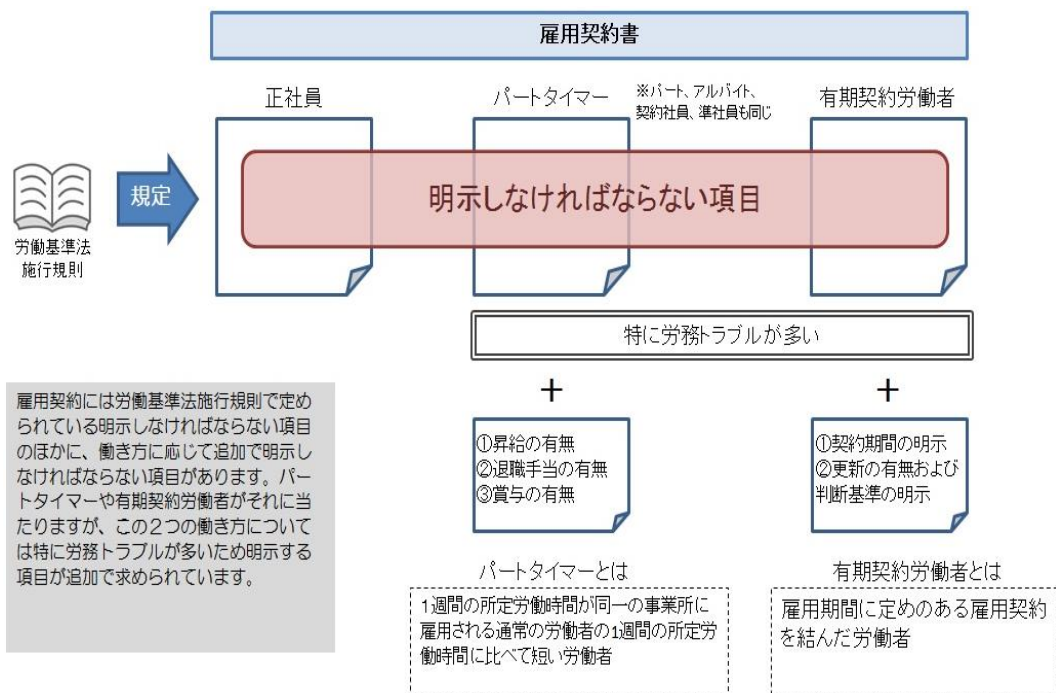 雇用契約書
正社員
パートタイマー
※パート、アルバイト、
契約社員、準社員も同じ
有期契約労働者
労働基準法
施行規則
規定
明示しなければならない項目
特に労務トラブルが多い
雇用契約には労働基準法施行規則で定め
られている明示しなければならない項目
のほかに、働き方に応じて追加で明示し
なければならない項目があります。パー
トタイマーや有期契約労働者がそれに当
たりますが、この２つの働き方について
は特に労務トラブルが多いため明示する
項目が追加で求められています。
＋
①昇給の有無
②退職手当の有無
③賞与の有無
＋
①契約期間の明示
②更新の有無および
判断基準の明示
パートタイマーとは
1週間の所定労働時間が同一の事業所に
雇用される通常の労働者の1週間の所定労
働時間に比べて短い労働者
有期契約労働者とは
雇用期間に定めのある雇用契約
を結んだ労働者